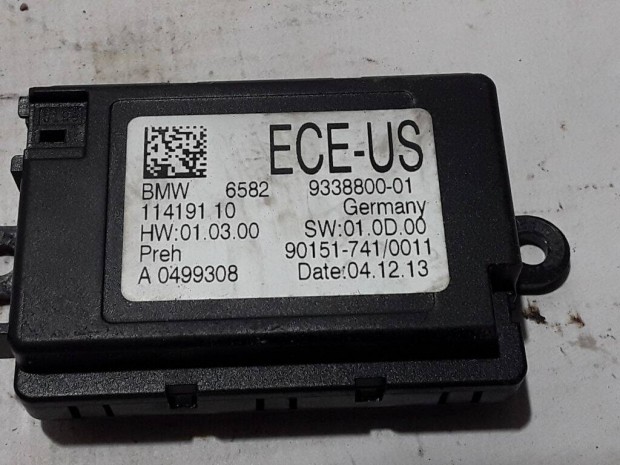 ECE-US
BMW 6582 9338800-01
114191 10 Germany
HW:01.03.00 SW:01.0D.00
Preh 90151-741/0011
A 0499308 Date:04.12.13